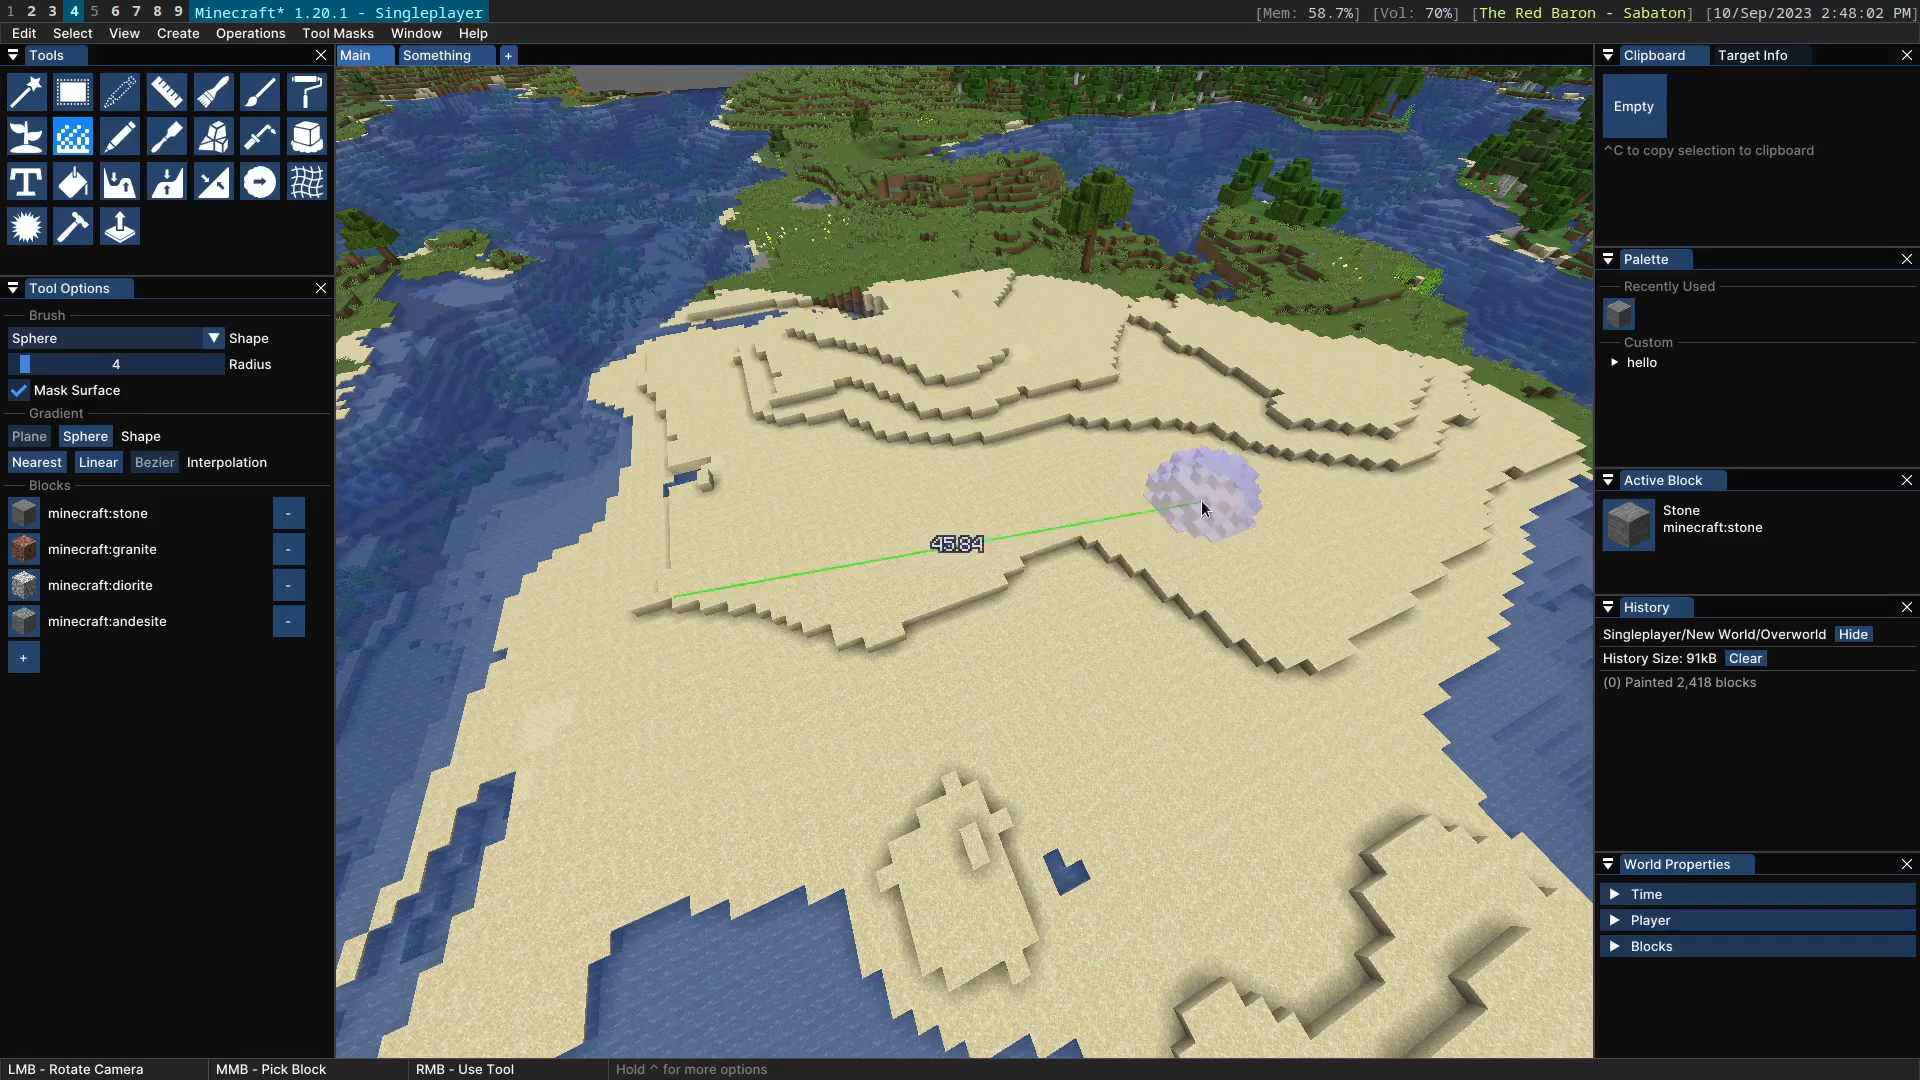 1 2 3 4 5 6 7 8 9 Minecraft* 1.20.1 - Singleplayer [Mem: 58.7%] [Vol: 70%] [The Red Baron - Sabaton] [10/Sep/2023 2:48:02 PM]
Edit Select View Create Operations Tool Masks Window Help
Tools
Main Something +
Clipboard Target Info
Empty
^C to copy selection to clipboard
Tool Options
Brush
Sphere Shape
4 Radius
Mask Surface
Gradient
Plane Sphere Shape
Nearest Linear Bezier Interpolation
Blocks
minecraft:stone -
minecraft:granite -
minecraft:diorite -
minecraft:andesite -
+
45.84
Palette
Recently Used
Custom
hello
Active Block
Stone
minecraft:stone
History
Singleplayer/New World/Overworld Hide
History Size: 91kB Clear
(0) Painted 2,418 blocks
World Properties
Time
Player
Blocks
LMB - Rotate Camera MMB - Pick Block RMB - Use Tool Hold ^ for more options